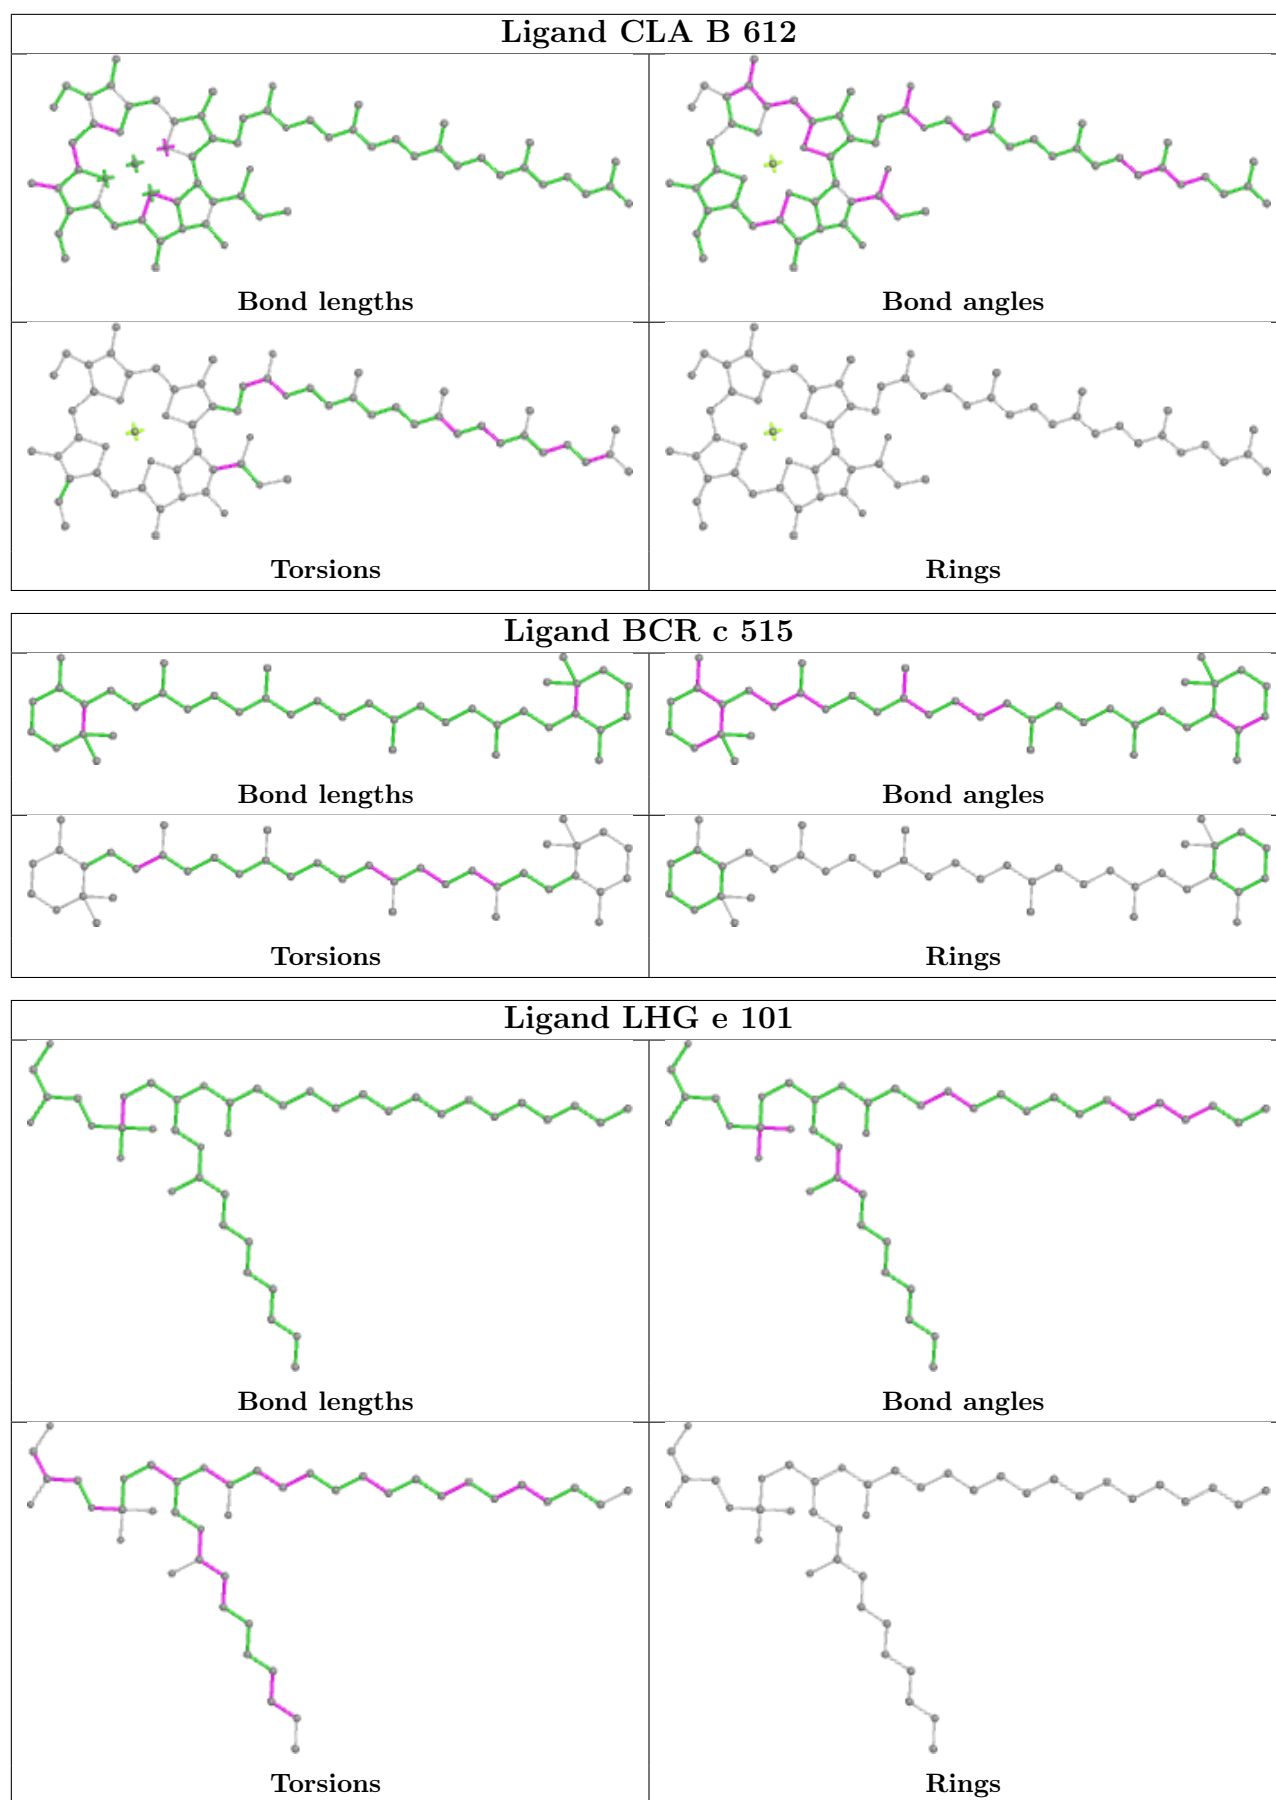 Ligand CLA B 612
Bond lengths
Bond angles
Torsions
Rings
Ligand BCR c 515
Bond lengths
Bond angles
Torsions
Rings
Ligand LHG e 101
Bond lengths
Bond angles
Torsions
Rings